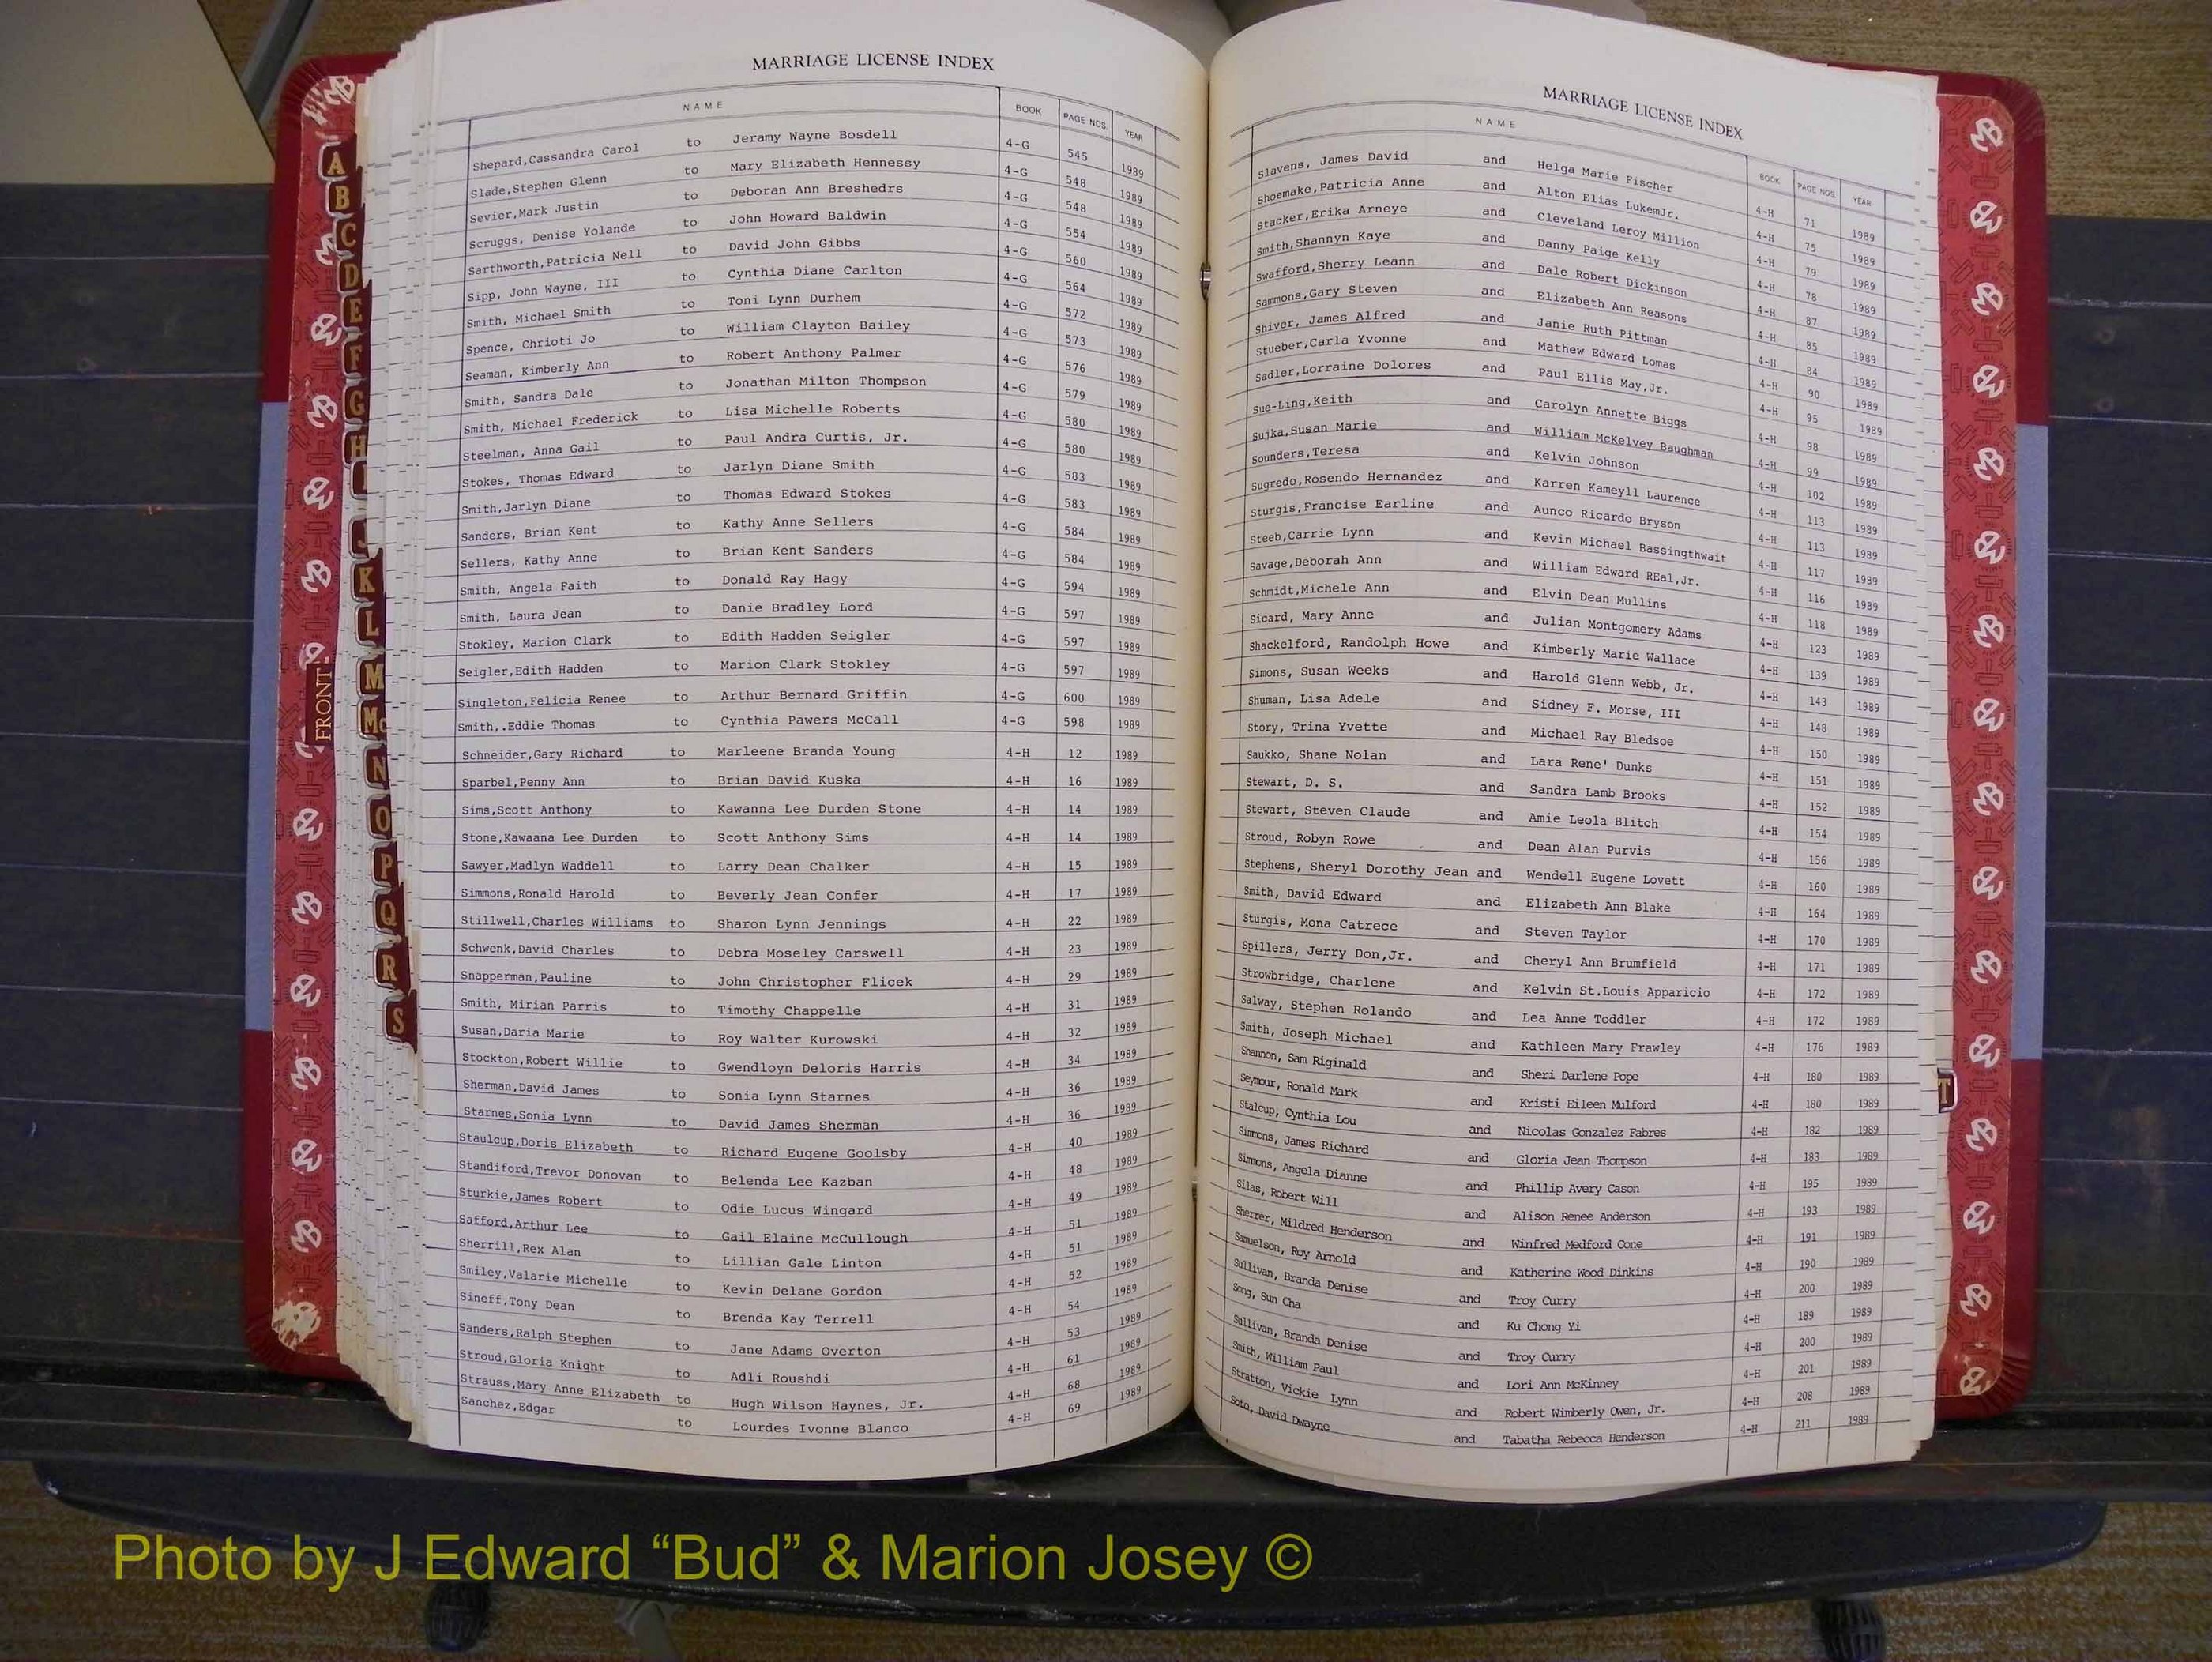 MARRIAGE LICENSE INDEX
NAME BOOK PAGE NOS. YEAR
Shepard,Cassandra Carol to Jeramy Wayne Bosdell 4-G 545 1989
Slade,Stephen Glenn to Mary Elizabeth Hennessy 4-G 548 1989
Sevier,Mark Justin to Deboran Ann Breshedrs 4-G 548 1989
Scruggs, Denise Yolande to John Howard Baldwin 4-G 554 1989
Sarthworth,Patricia Nell to David John Gibbs 4-G 560 1989
Sipp, John Wayne, III to Cynthia Diane Carlton 4-G 564 1989
Smith, Michael Smith to Toni Lynn Durhem 4-G 572 1989
Spence, Chrioti Jo to William Clayton Bailey 4-G 573 1989
Seaman, Kimberly Ann to Robert Anthony Palmer 4-G 576 1989
Smith, Sandra Dale to Jonathan Milton Thompson 4-G 579 1989
Smith, Michael Frederick to Lisa Michelle Roberts 4-G 580 1989
Steelman, Anna Gail to Paul Andra Curtis, Jr. 4-G 580 1989
Stokes, Thomas Edward to Jarlyn Diane Smith 4-G 583 1989
Smith,Jarlyn Diane to Thomas Edward Stokes 4-G 583 1989
Sanders, Brian Kent to Kathy Anne Sellers 4-G 584 1989
Sellers, Kathy Anne to Brian Kent Sanders 4-G 584 1989
Smith, Angela Faith to Donald Ray Hagy 4-G 594 1989
Smith, Laura Jean to Danie Bradley Lord 4-G 597 1989
Stokley, Marion Clark to Edith Hadden Seigler 4-G 597 1989
Seigler,Edith Hadden to Marion Clark Stokley 4-G 597 1989
Singleton,Felicia Renee to Arthur Bernard Griffin 4-G 600 1989
Smith,.Eddie Thomas to Cynthia Pawers McCall 4-G 598 1989
Schneider,Gary Richard to Marleene Branda Young 4-H 12 1989
Sparbel,Penny Ann to Brian David Kuska 4-H 16 1989
Sims,Scott Anthony to Kawanna Lee Durden Stone 4-H 14 1989
Stone,Kawaana Lee Durden to Scott Anthony Sims 4-H 14 1989
Sawyer,Madlyn Waddell to Larry Dean Chalker 4-H 15 1989
Simmons,Ronald Harold to Beverly Jean Confer 4-H 17 1989
Stillwell,Charles Williams to Sharon Lynn Jennings 4-H 22 1989
Schwenk,David Charles to Debra Moseley Carswell 4-H 23 1989
Snapperman,Pauline to John Christopher Flicek 4-H 29 1989
Smith, Mirian Parris to Timothy Chappelle 4-H 31 1989
Susan,Daria Marie to Roy Walter Kurowski 4-H 32 1989
Stockton,Robert Willie to Gwendloyn Deloris Harris 4-H 34 1989
Sherman,David James to Sonia Lynn Starnes 4-H 36 1989
Starnes,Sonia Lynn to David James Sherman 4-H 36 1989
Staulcup,Doris Elizabeth to Richard Eugene Goolsby 4-H 40 1989
Standiford,Trevor Donovan to Belenda Lee Kazban 4-H 48 1989
Sturkie,James Robert to Odie Lucus Wingard 4-H 49 1989
Safford,Arthur Lee to Gail Elaine McCullough 4-H 51 1989
Sherrill,Rex Alan to Lillian Gale Linton 4-H 51 1989
Smiley,Valarie Michelle to Kevin Delane Gordon 4-H 52 1989
Sineff,Tony Dean to Brenda Kay Terrell 4-H 54 1989
Sanders,Ralph Stephen to Jane Adams Overton 4-H 53 1989
Stroud,Gloria Knight to Adli Roushdi 4-H 61 1989
Strauss,Mary Anne Elizabeth to Hugh Wilson Haynes, Jr. 4-H 68 1989
Sanchez,Edgar to Lourdes Ivonne Blanco 4-H 69 1989
MARRIAGE LICENSE INDEX
NAME BOOK PAGE NOS. YEAR
Slavens, James David and Helga Marie Fischer 4-H 71 1989
Shoemake,Patricia Anne and Alton Elias LukemJr. 4-H 75 1989
Stacker,Erika Arneye and Cleveland Leroy Million 4-H 79 1989
Smith,Shannyn Kaye and Danny Paige Kelly 4-H 78 1989
Swafford,Sherry Leann and Dale Robert Dickinson 4-H 87 1989
Sammons,Gary Steven and Elizabeth Ann Reasons 4-H 85 1989
Shiver, James Alfred and Janie Ruth Pittman 4-H 84 1989
Stueber,Carla Yvonne and Mathew Edward Lomas 4-H 90 1989
Sadler,Lorraine Dolores and Paul Ellis May,Jr. 4-H 95 1989
Sue-Ling,Keith and Carolyn Annette Biggs 4-H 98 1989
Sujka,Susan Marie and William McKelvey Baughman 4-H 99 1989
Sounders,Teresa and Kelvin Johnson 4-H 102 1989
Sugredo,Rosendo Hernandez and Karren Kameyll Laurence 4-H 113 1989
Sturgis,Francise Earline and Aunco Ricardo Bryson 4-H 113 1989
Steeb,Carrie Lynn and Kevin Michael Bassingthwait 4-H 117 1989
Savage,Deborah Ann and William Edward REal,Jr. 4-H 116 1989
Schmidt,Michele Ann and Elvin Dean Mullins 4-H 118 1989
Sicard, Mary Anne and Julian Montgomery Adams 4-H 123 1989
Shackelford, Randolph Howe and Kimberly Marie Wallace 4-H 139 1989
Simons, Susan Weeks and Harold Glenn Webb, Jr. 4-H 143 1989
Shuman, Lisa Adele and Sidney F. Morse, III 4-H 148 1989
Story, Trina Yvette and Michael Ray Bledsoe 4-H 150 1989
Saukko, Shane Nolan and Lara Rene' Dunks 4-H 151 1989
Stewart, D. S. and Sandra Lamb Brooks 4-H 152 1989
Stewart, Steven Claude and Amie Leola Blitch 4-H 154 1989
Stroud, Robyn Rowe and Dean Alan Purvis 4-H 156 1989
Stephens, Sheryl Dorothy Jean and Wendell Eugene Lovett 4-H 160 1989
Smith, David Edward and Elizabeth Ann Blake 4-H 164 1989
Sturgis, Mona Catrece and Steven Taylor 4-H 170 1989
Spillers, Jerry Don,Jr. and Cheryl Ann Brumfield 4-H 171 1989
Strowbridge, Charlene and Kelvin St.Louis Apparicio 4-H 172 1989
Salway, Stephen Rolando and Lea Anne Toddler 4-H 172 1989
Smith, Joseph Michael and Kathleen Mary Frawley 4-H 176 1989
Shannon, Sam Riginald and Sheri Darlene Pope 4-H 180 1989
Seymour, Ronald Mark and Kristi Eileen Mulford 4-H 180 1989
Stalcup, Cynthia Lou and Nicolas Gonzalez Fabres 4-H 182 1989
Simmons, James Richard and Gloria Jean Thompson 4-H 183 1989
Simmons, Angela Dianne and Phillip Avery Cason 4-H 195 1989
Silas, Robert Will and Alison Renee Anderson 4-H 193 1989
Sherrer, Mildred Henderson and Winfred Medford Cone 4-H 191 1989
Samuelson, Roy Arnold and Katherine Wood Dinkins 4-H 190 1989
Sullivan, Branda Denise and Troy Curry 4-H 200 1989
Song, Sun Cha and Ku Chong Yi 4-H 189 1989
Sullivan, Branda Denise and Troy Curry 4-H 200 1989
Smith, William Paul and Lori Ann McKinney 4-H 201 1989
Stratton, Vickie Lynn and Robert Wimberly Owen, Jr. 4-H 208 1989
Soto, David Dwayne and Tabatha Rebecca Henderson 4-H 211 1989
A
B
C
D
E
F
G
H
I
J
K
L
M
Mc
N
O
P
Q
R
S
T
FRONT
Photo by J Edward “Bud” & Marion Josey ©